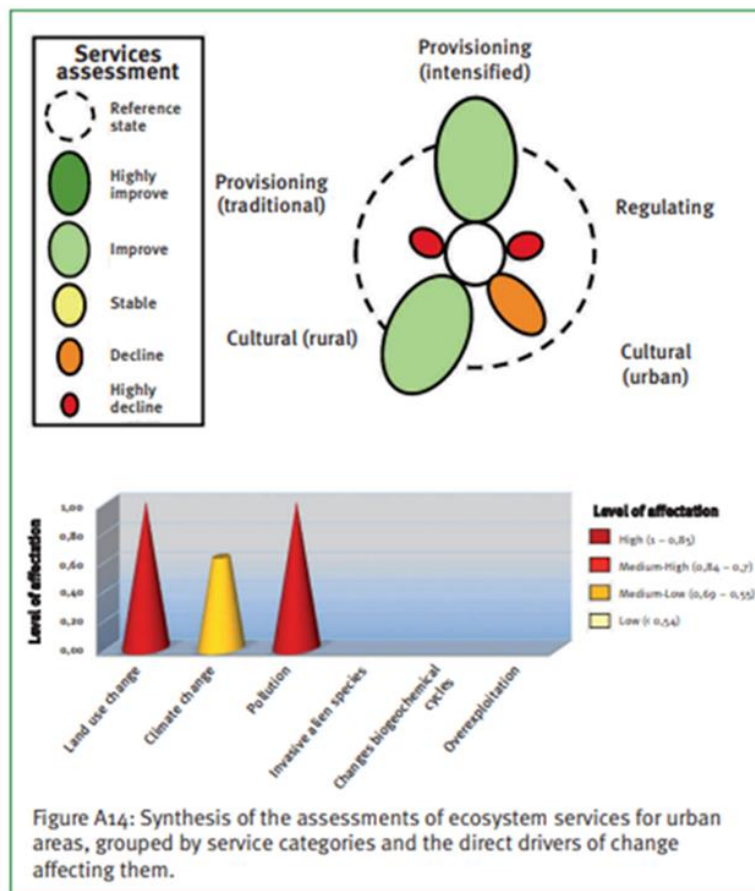 Services
assessment
Reference
state
Highly
improve
Improve
Stable
Decline
Highly
decline
Provisioning
(intensified)
Provisioning
(traditional)
Regulating
Cultural (rural)
Cultural
(urban)
Level of affectation
1,00
0,80
0,60
0,40
0,20
0,00
Land use change
Climate change
Pollution
Invasive alien species
Changes biogeochemical
cycles
Overexploitation
Level of affectation
High (1 – 0,85)
Medium-High (0,84 – 0,7)
Medium-Low (0,69 – 0,55)
Low (< 0,54)
Figure A14: Synthesis of the assessments of ecosystem services for urban
areas, grouped by service categories and the direct drivers of change
affecting them.